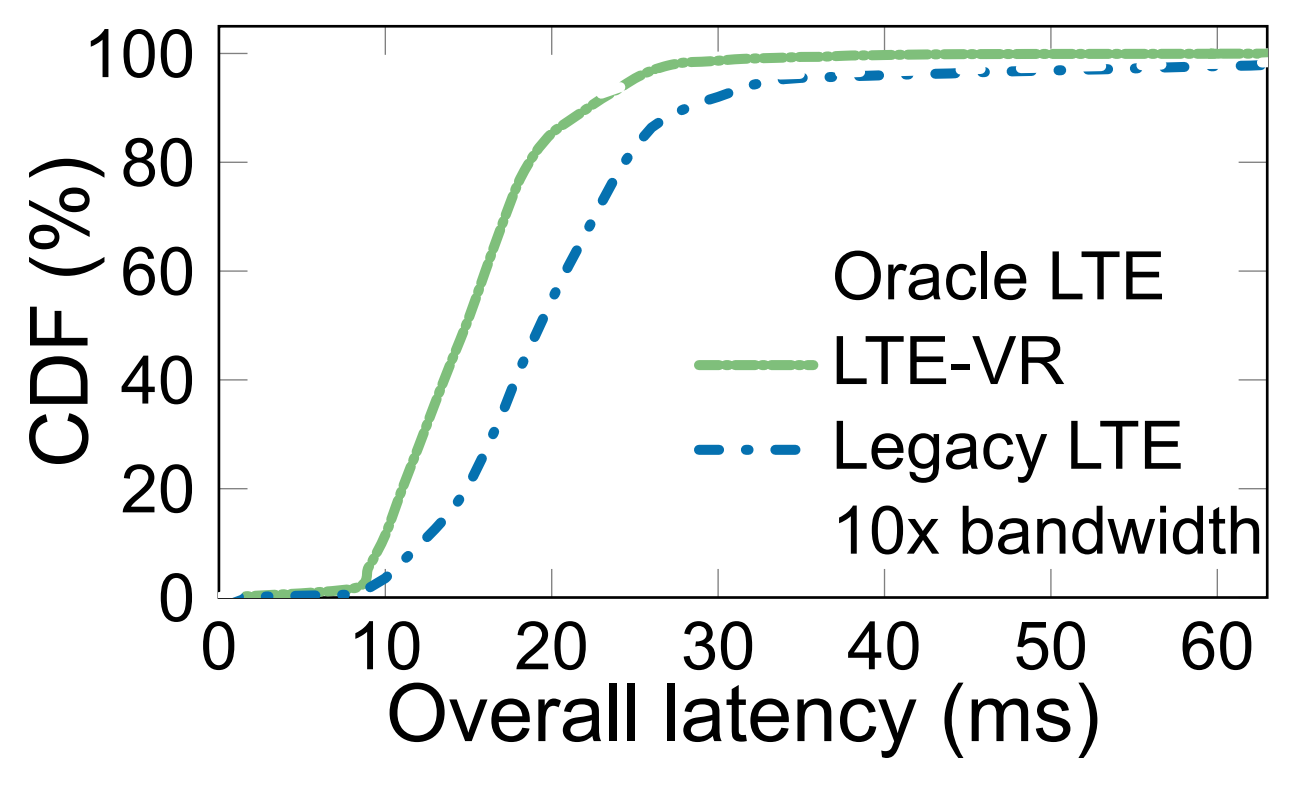 100
80
60
40
20
0
CDF (%)
Oracle LTE
LTE-VR
Legacy LTE
10x bandwidth
0 10 20 30 40 50 60
Overall latency (ms)